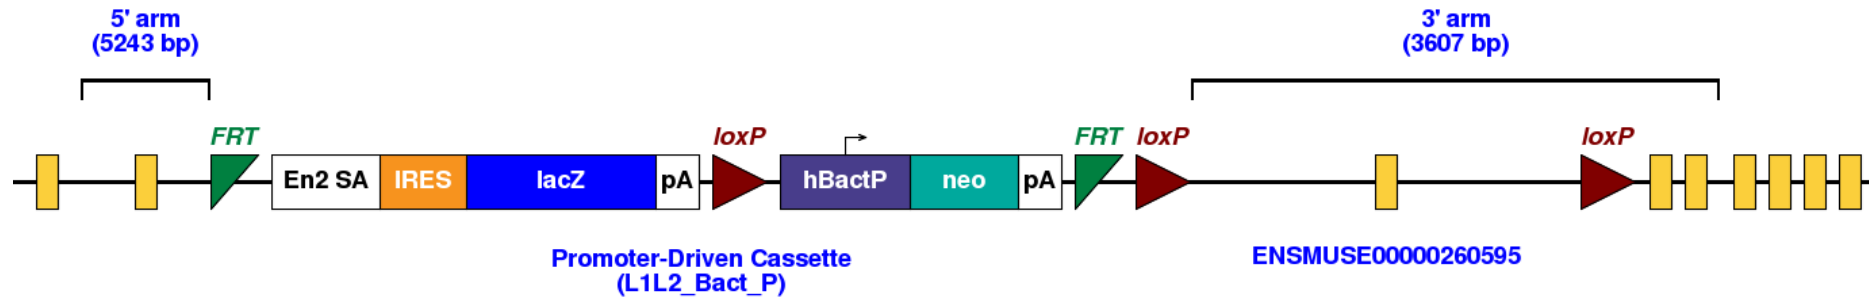 5' arm
(5243 bp)
3' arm
(3607 bp)
FRT
loxP
FRT
loxP
loxP
En2 SA
IRES
lacZ
pA
hBactP
neo
pA
Promoter-Driven Cassette
(L1L2_Bact_P)
ENSMUSE00000260595